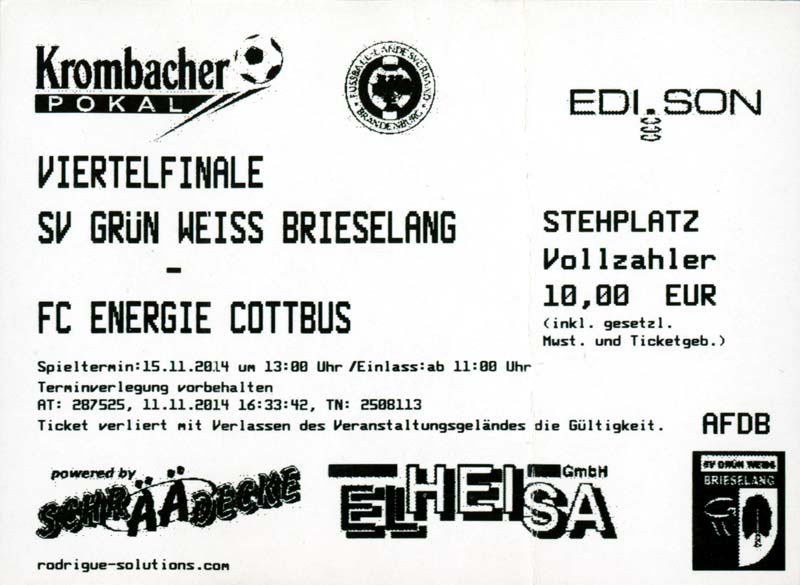 Krombacher
POKAL
FUSSBALL-LANDESVERBAND
BRANDENBURG
EDI.SON
VIERTELFINALE
SV GRÜN WEISS BRIESELANG
-
FC ENERGIE COTTBUS
STEHPLATZ
Vollzahler
10,00 EUR
(inkl. gesetzl.
Mwst. und Ticketgeb.)
Spieltermin:15.11.2014 um 13:00 Uhr /Einlass:ab 11:00 Uhr
Terminverlegung vorbehalten
AT: 287525, 11.11.2014 16:33:42, TN: 2508113
Ticket verliert mit Verlassen des Veranstaltungsgeländes die Gültigkeit.
AFDB
powered by
SCHRÄÄDECKE
ELHEISA GmbH
SV GRÜN WEISS
BRIESELANG
rodrigue-solutions.com